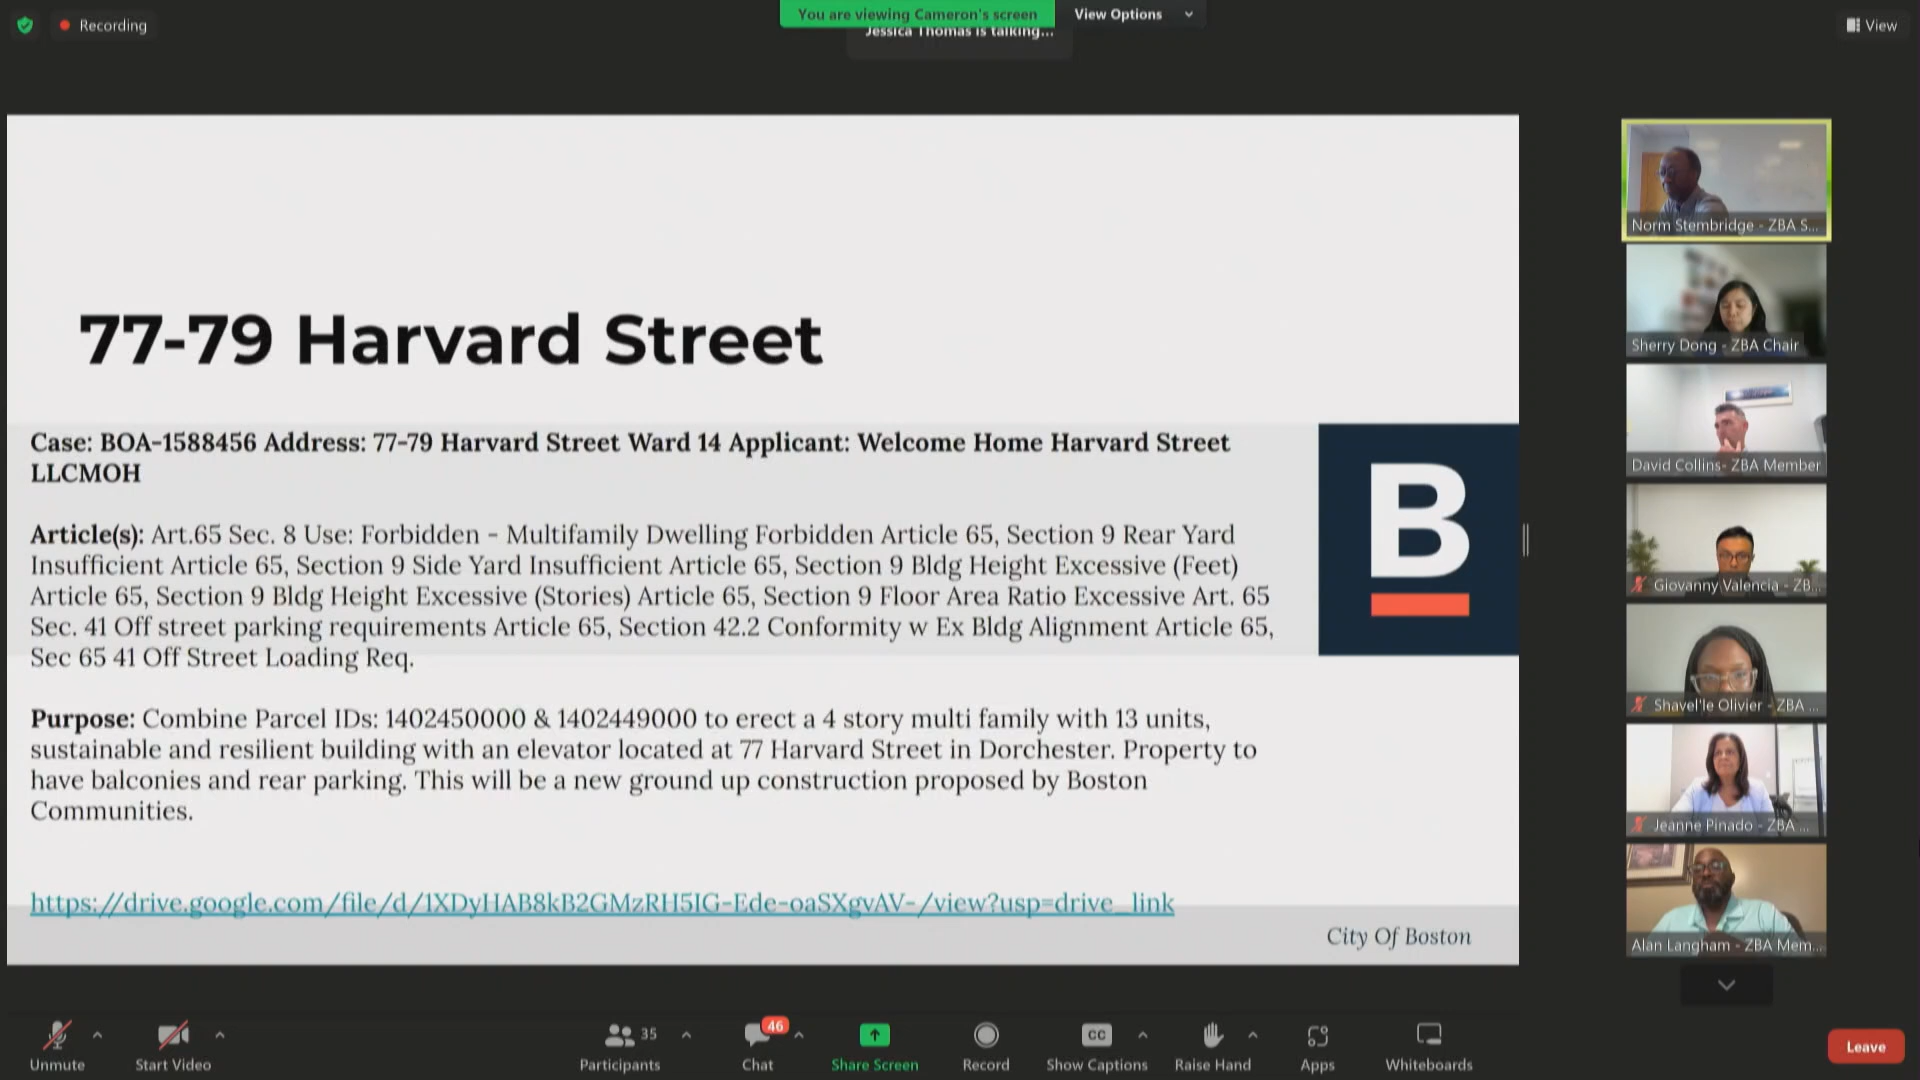 Recording
You are viewing Cameron's screen
View Options
Jessica Thomas is talking...
View
77-79 Harvard Street
Case: BOA-1588456 Address: 77-79 Harvard Street Ward 14 Applicant: Welcome Home Harvard Street
LLCMOH
Article(s): Art.65 Sec. 8 Use: Forbidden - Multifamily Dwelling Forbidden Article 65, Section 9 Rear Yard
Insufficient Article 65, Section 9 Side Yard Insufficient Article 65, Section 9 Bldg Height Excessive (Feet)
Article 65, Section 9 Bldg Height Excessive (Stories) Article 65, Section 9 Floor Area Ratio Excessive Art. 65
Sec. 41 Off street parking requirements Article 65, Section 42.2 Conformity w Ex Bldg Alignment Article 65,
Sec 65 41 Off Street Loading Req.
Purpose: Combine Parcel IDs: 1402450000 & 1402449000 to erect a 4 story multi family with 13 units,
sustainable and resilient building with an elevator located at 77 Harvard Street in Dorchester. Property to
have balconies and rear parking. This will be a new ground up construction proposed by Boston
Communities.
https://drive.google.com/file/d/1XDyHAB8kB2GMzRH5IG-Ede-oaSXgvAV-/view?usp=drive_link
City Of Boston
B
Norm Stembridge - ZBA S...
Sherry Dong - ZBA Chair
David Collins- ZBA Member
Giovanny Valencia - ZB...
Shavel'le Olivier - ZBA ...
Jeanne Pinado - ZBA ...
Alan Langham - ZBA Mem...
Unmute
Start Video
Participants
35
Chat
46
Share Screen
Record
CC
Show Captions
Raise Hand
Apps
Whiteboards
Leave